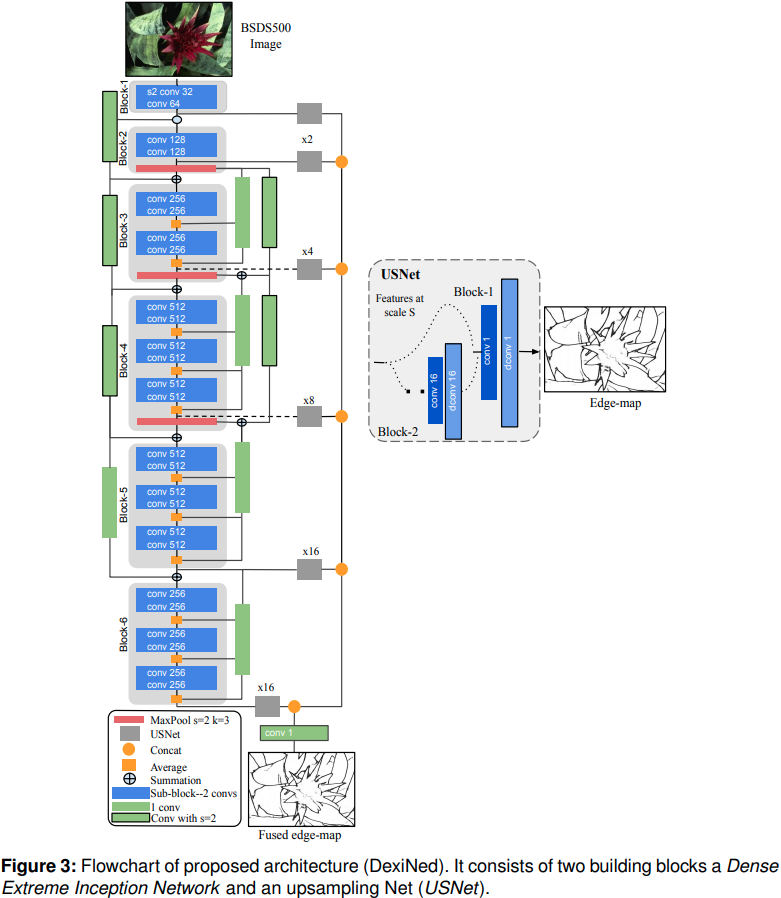 BSDS500
Image
Block-1
s2 conv 32
conv 64
Block-2
conv 128
conv 128
x2
Block-3
conv 256
conv 256
conv 256
conv 256
x4
Block-4
conv 512
conv 512
conv 512
conv 512
conv 512
conv 512
x8
Block-5
conv 512
conv 512
conv 512
conv 512
conv 512
conv 512
x16
Block-6
conv 256
conv 256
conv 256
conv 256
conv 256
conv 256
x16
conv 1
Fused edge-map
USNet
Features at
scale S
Block-1
conv 1
dconv 1
conv 16
dconv 16
Block-2
Edge-map
MaxPool s=2 k=3
USNet
Concat
Average
Summation
Sub-block--2 convs
1 conv
Conv with s=2
Figure 3: Flowchart of proposed architecture (DexiNed). It consists of two building blocks a Dense
Extreme Inception Network and an upsampling Net (USNet).